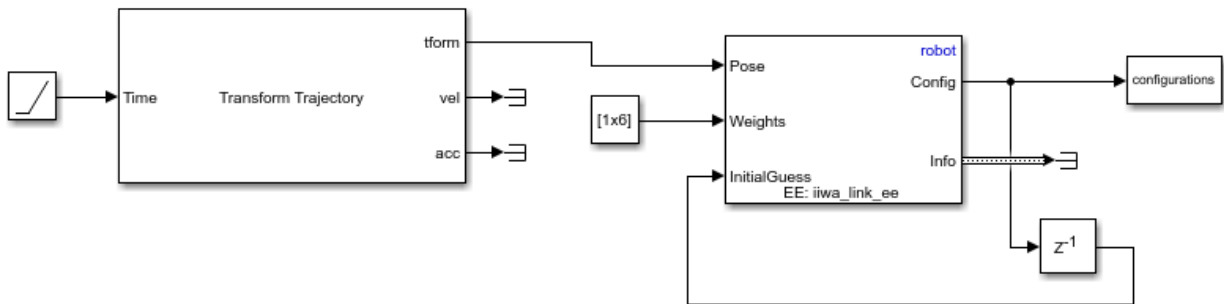 Time
Transform Trajectory
tform
vel
acc
[1x6]
robot
Pose
Weights
InitialGuess
Config
Info
EE: iiwa_link_ee
configurations
Z-1